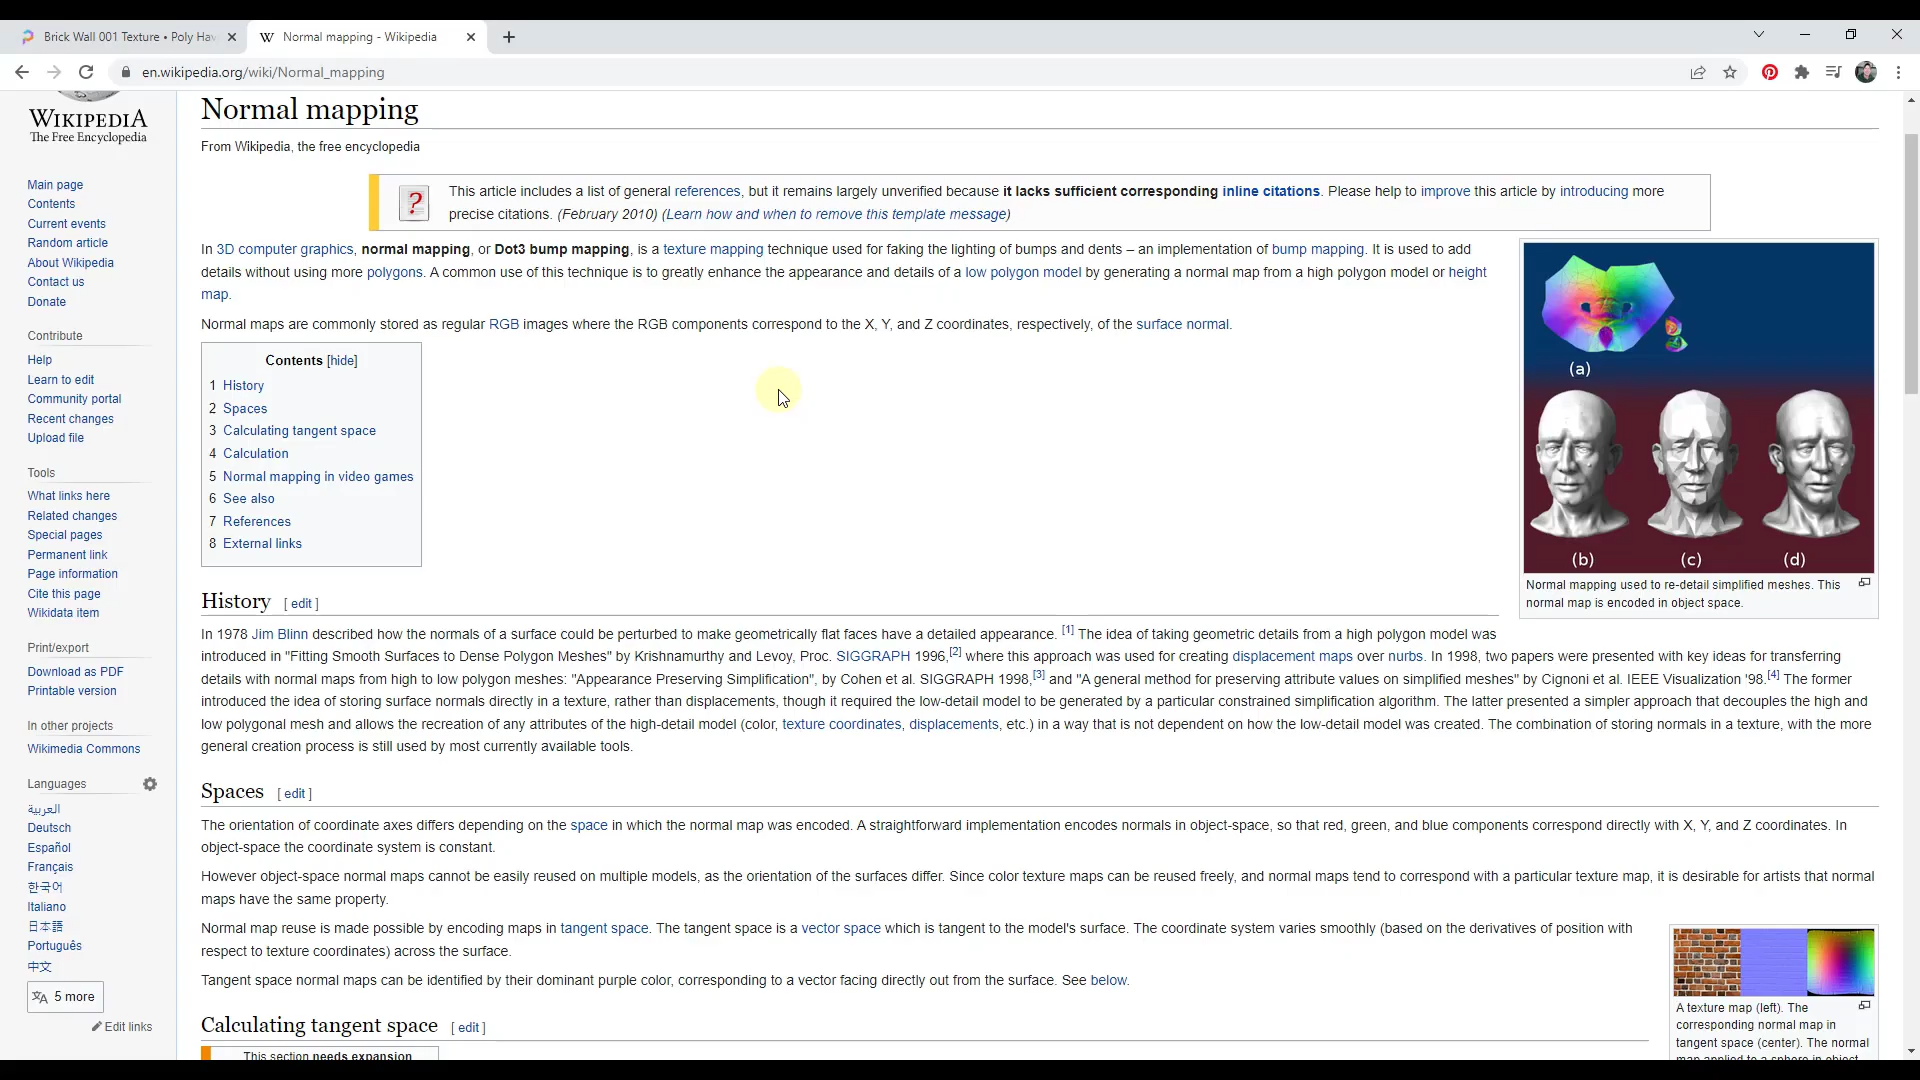 Brick Wall 001 Texture • Poly Hav
Normal mapping - Wikipedia
en.wikipedia.org/wiki/Normal_mapping
WIKIPEDIA
The Free Encyclopedia
Main page
Contents
Current events
Random article
About Wikipedia
Contact us
Donate
Contribute
Help
Learn to edit
Community portal
Recent changes
Upload file
Tools
What links here
Related changes
Special pages
Permanent link
Page information
Cite this page
Wikidata item
Print/export
Download as PDF
Printable version
In other projects
Wikimedia Commons
Languages
العربية
Deutsch
Español
Français
한국어
Italiano
日本語
Português
中文
5 more
Edit links
Normal mapping
From Wikipedia, the free encyclopedia
This article includes a list of general references, but it remains largely unverified because it lacks sufficient corresponding inline citations. Please help to improve this article by introducing more
precise citations. (February 2010) (Learn how and when to remove this template message)
In 3D computer graphics, normal mapping, or Dot3 bump mapping, is a texture mapping technique used for faking the lighting of bumps and dents – an implementation of bump mapping. It is used to add
details without using more polygons. A common use of this technique is to greatly enhance the appearance and details of a low polygon model by generating a normal map from a high polygon model or height
map.
Normal maps are commonly stored as regular RGB images where the RGB components correspond to the X, Y, and Z coordinates, respectively, of the surface normal.
Contents [hide]
1 History
2 Spaces
3 Calculating tangent space
4 Calculation
5 Normal mapping in video games
6 See also
7 References
8 External links
(a)
(b) (c) (d)
Normal mapping used to re-detail simplified meshes. This
normal map is encoded in object space.
History [ edit ]
In 1978 Jim Blinn described how the normals of a surface could be perturbed to make geometrically flat faces have a detailed appearance. [1] The idea of taking geometric details from a high polygon model was
introduced in "Fitting Smooth Surfaces to Dense Polygon Meshes" by Krishnamurthy and Levoy, Proc. SIGGRAPH 1996,[2] where this approach was used for creating displacement maps over nurbs. In 1998, two papers were presented with key ideas for transferring
details with normal maps from high to low polygon meshes: "Appearance Preserving Simplification", by Cohen et al. SIGGRAPH 1998,[3] and "A general method for preserving attribute values on simplified meshes" by Cignoni et al. IEEE Visualization '98.[4] The former
introduced the idea of storing surface normals directly in a texture, rather than displacements, though it required the low-detail model to be generated by a particular constrained simplification algorithm. The latter presented a simpler approach that decouples the high and
low polygonal mesh and allows the recreation of any attributes of the high-detail model (color, texture coordinates, displacements, etc.) in a way that is not dependent on how the low-detail model was created. The combination of storing normals in a texture, with the more
general creation process is still used by most currently available tools.
Spaces [ edit ]
The orientation of coordinate axes differs depending on the space in which the normal map was encoded. A straightforward implementation encodes normals in object-space, so that red, green, and blue components correspond directly with X, Y, and Z coordinates. In
object-space the coordinate system is constant.
However object-space normal maps cannot be easily reused on multiple models, as the orientation of the surfaces differ. Since color texture maps can be reused freely, and normal maps tend to correspond with a particular texture map, it is desirable for artists that normal
maps have the same property.
Normal map reuse is made possible by encoding maps in tangent space. The tangent space is a vector space which is tangent to the model's surface. The coordinate system varies smoothly (based on the derivatives of position with
respect to texture coordinates) across the surface.
Tangent space normal maps can be identified by their dominant purple color, corresponding to a vector facing directly out from the surface. See below.
A texture map (left). The
corresponding normal map in
tangent space (center). The normal
map applied to a sphere in object
Calculating tangent space [ edit ]
This section needs expansion